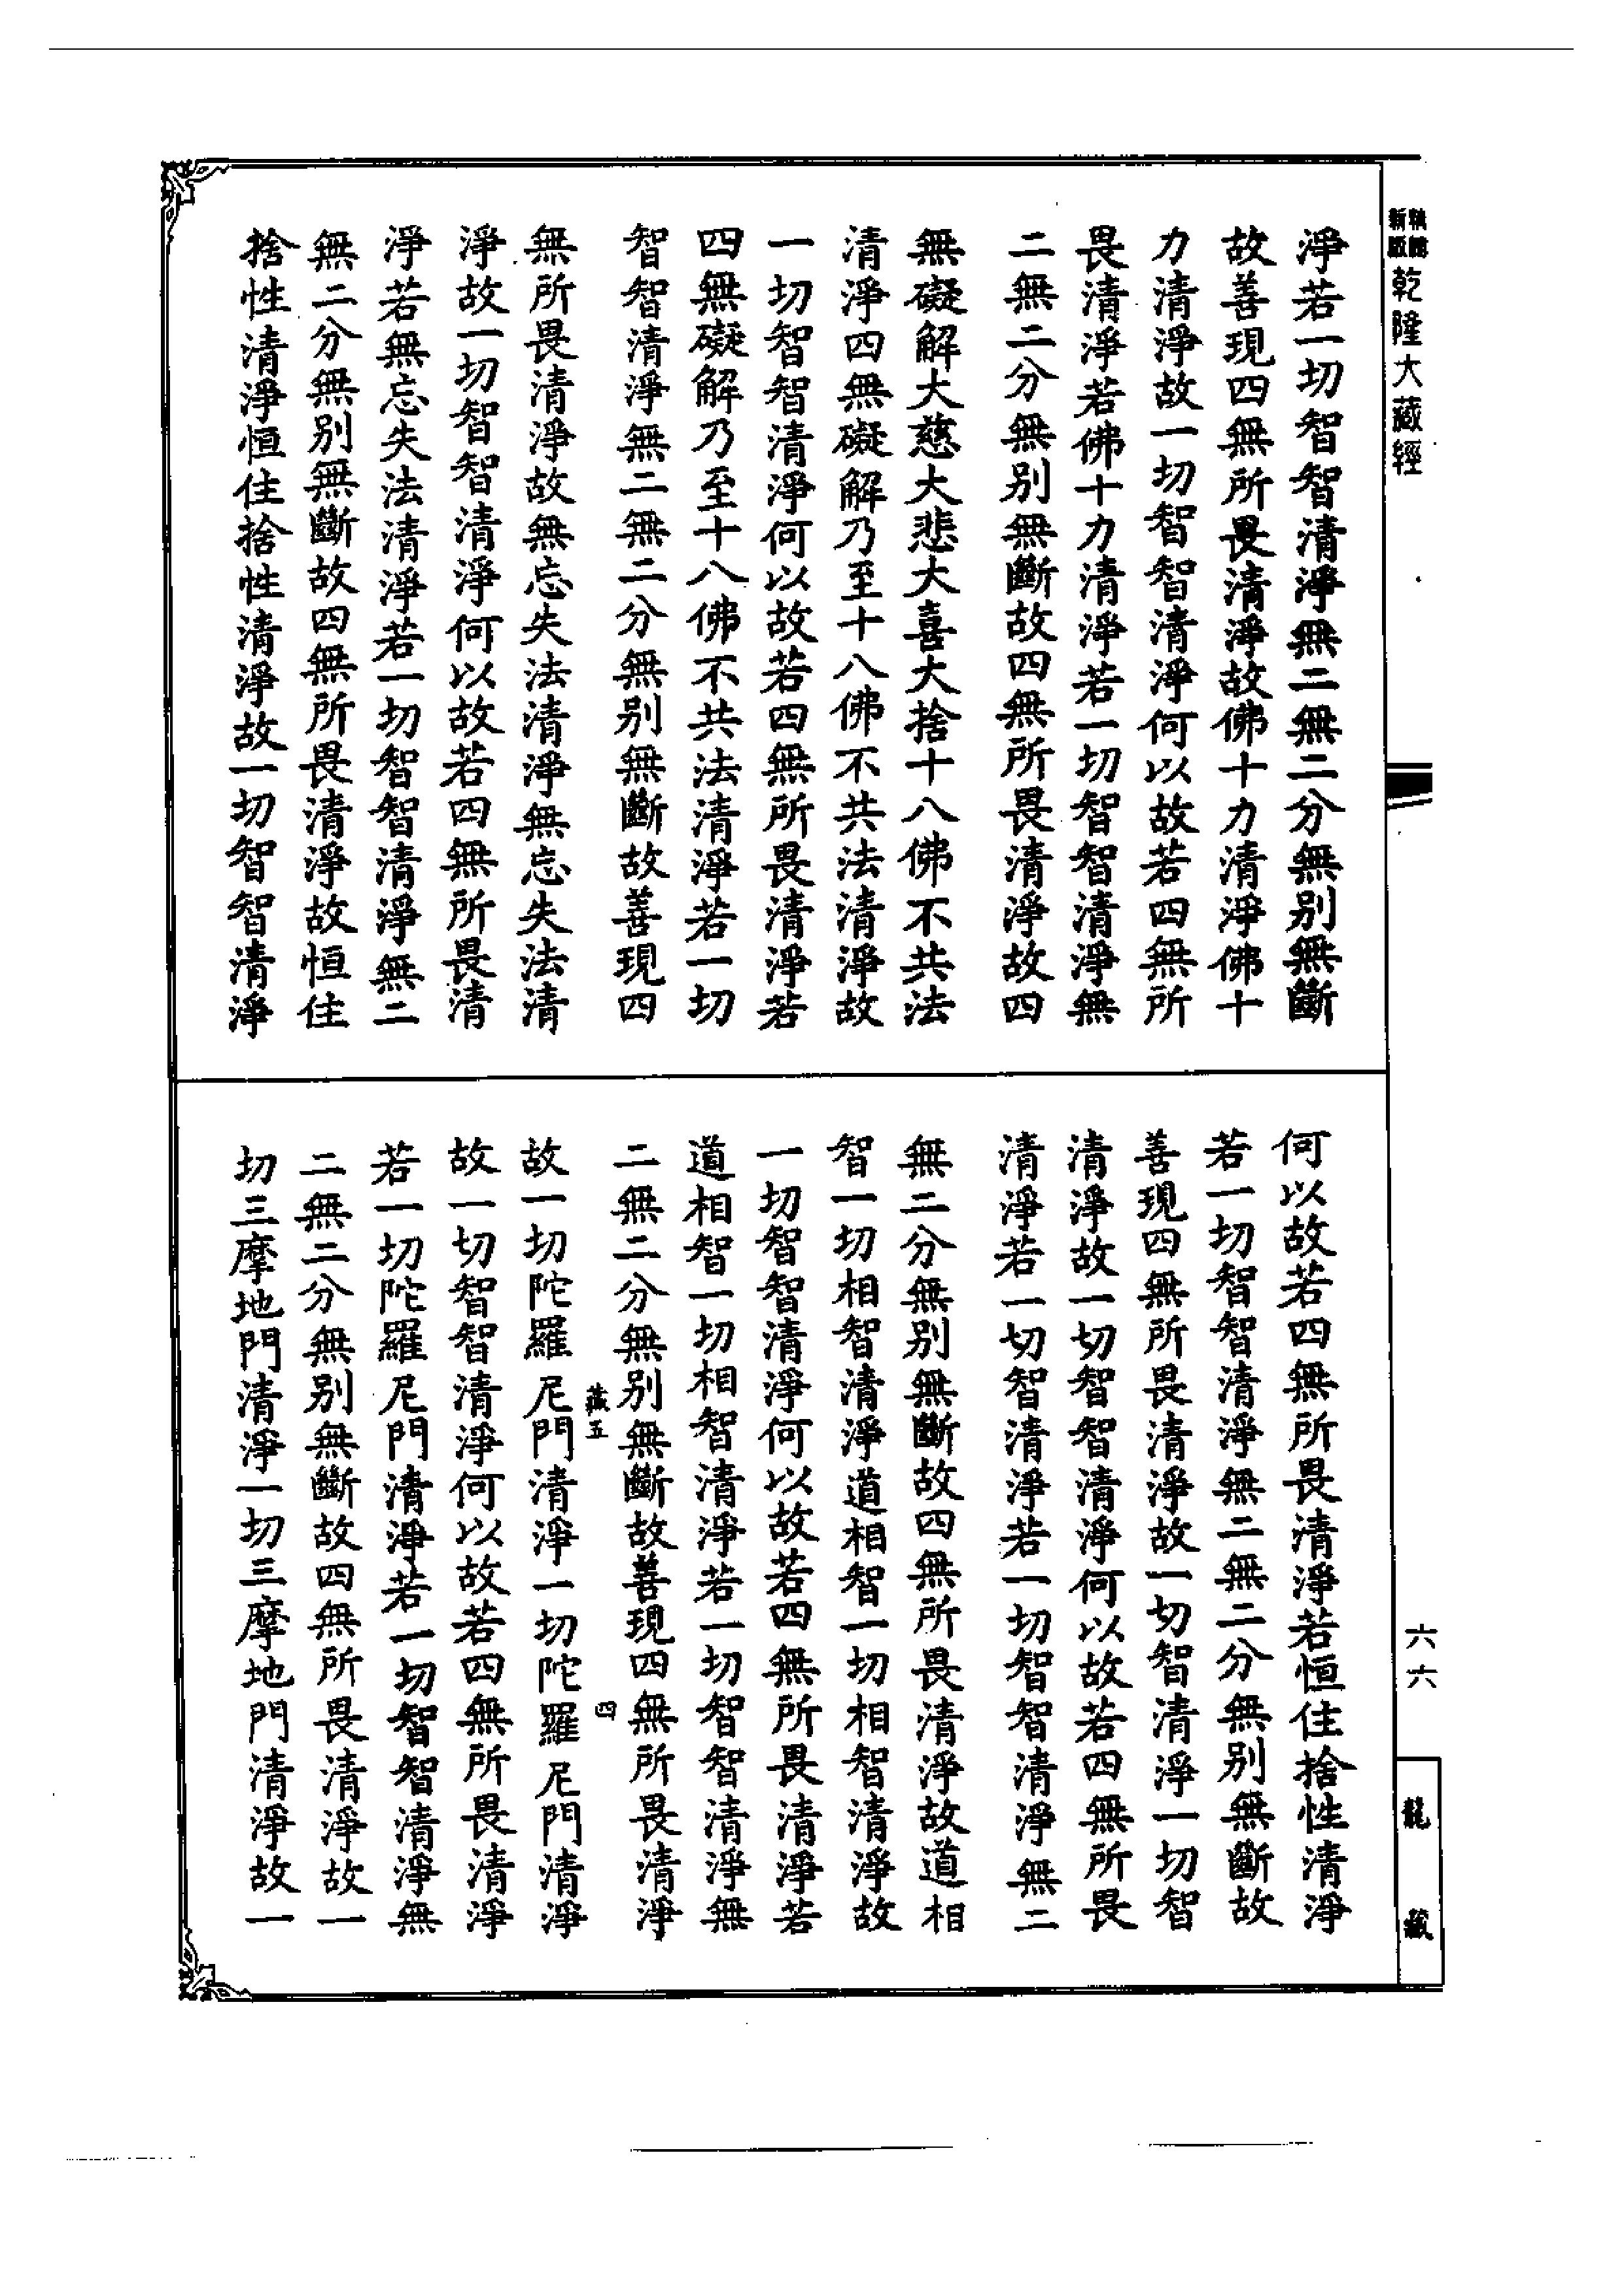 新版
乾隆大藏經
淨若一切智智清淨無二無二分無別無斷
故善現四無所畏清淨故佛十力清淨佛十
力清淨故一切智智清淨何以故若四無所
畏清淨若佛十力清淨若一切智智清淨無
二無二分無別無斷故四無所畏清淨故四
無礙解大慈大悲大喜大捨十八佛不共法
清淨四無礙解乃至十八佛不共法清淨故
一切智智清淨何以故若四無所畏清淨若
四無礙解乃至十八佛不共法清淨若一切
智智清淨無二無二分無別無斷故善現四
無所畏清淨故無忘失法清淨無忘失法清
淨故一切智智清淨何以故若四無所畏清
淨若無忘失法清淨若一切智智清淨無二
無二分無別無斷故四無所畏清淨故恒住
捨性清淨恒住捨性清淨故一切智智清淨
何以故若四無所畏清淨若恒住捨性清淨
若一切智智清淨無二無二分無別無斷故
善現四無所畏清淨故一切智清淨一切智
清淨故一切智智清淨何以故若四無所畏
清淨若一切智清淨若一切智智清淨無二
無二分無別無斷故四無所畏清淨故道相
智一切相智清淨道相智一切相智清淨故
一切智智清淨何以故若四無所畏清淨若
道相智一切相智清淨若一切智智清淨無
二無二分無別無斷故善現四無所畏清淨
藏五
四
故一切陀羅尼門清淨一切陀羅尼門清淨
故一切智智清淨何以故若四無所畏清淨
若一切陀羅尼門清淨若一切智智清淨無
二無二分無別無斷故四無所畏清淨故一
切三摩地門清淨一切三摩地門清淨故一
六六
龍藏